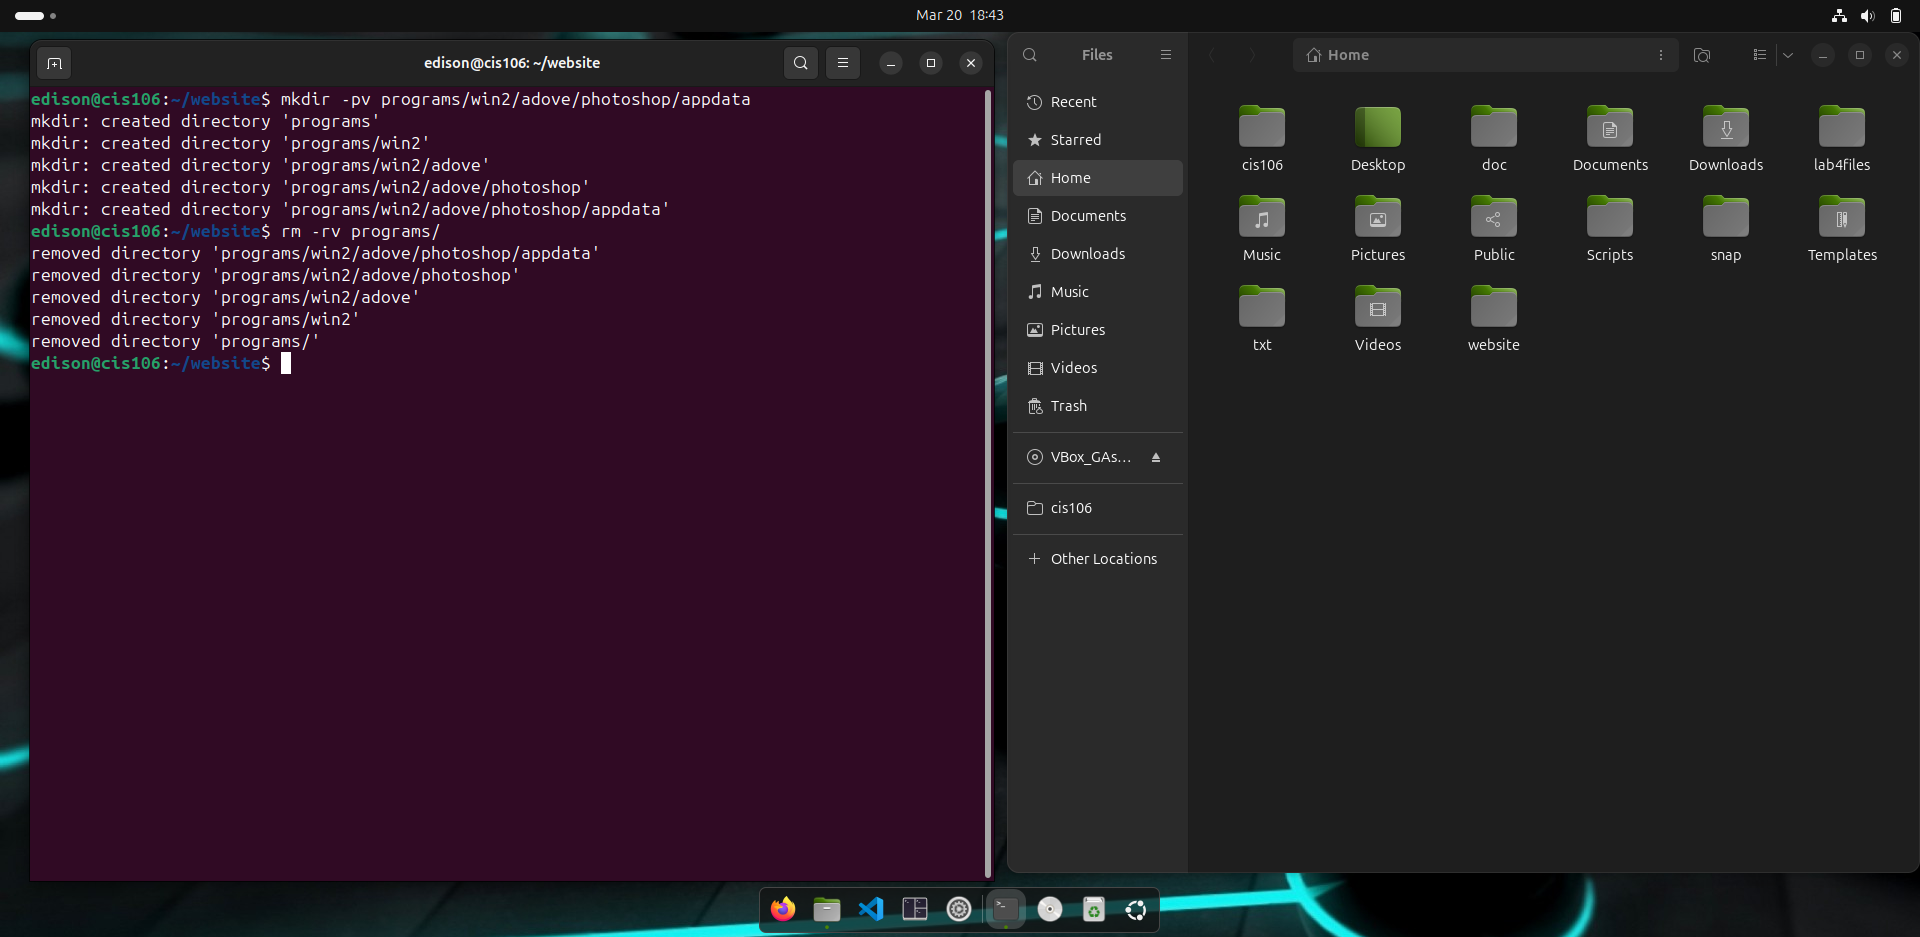 Mar 20 18:43
edison@cis106: ~/website
edison@cis106:~/website$ mkdir -pv programs/win2/adove/photoshop/appdata
mkdir: created directory 'programs'
mkdir: created directory 'programs/win2'
mkdir: created directory 'programs/win2/adove'
mkdir: created directory 'programs/win2/adove/photoshop'
mkdir: created directory 'programs/win2/adove/photoshop/appdata'
edison@cis106:~/website$ rm -rv programs/
removed directory 'programs/win2/adove/photoshop/appdata'
removed directory 'programs/win2/adove/photoshop'
removed directory 'programs/win2/adove'
removed directory 'programs/win2'
removed directory 'programs/'
edison@cis106:~/website$
Files
Recent
Starred
Home
Documents
Downloads
Music
Pictures
Videos
Trash
VBox_GAs...
cis106
Other Locations
Home
cis106 Desktop doc Documents Downloads lab4files
Music Pictures Public Scripts snap Templates
txt Videos website